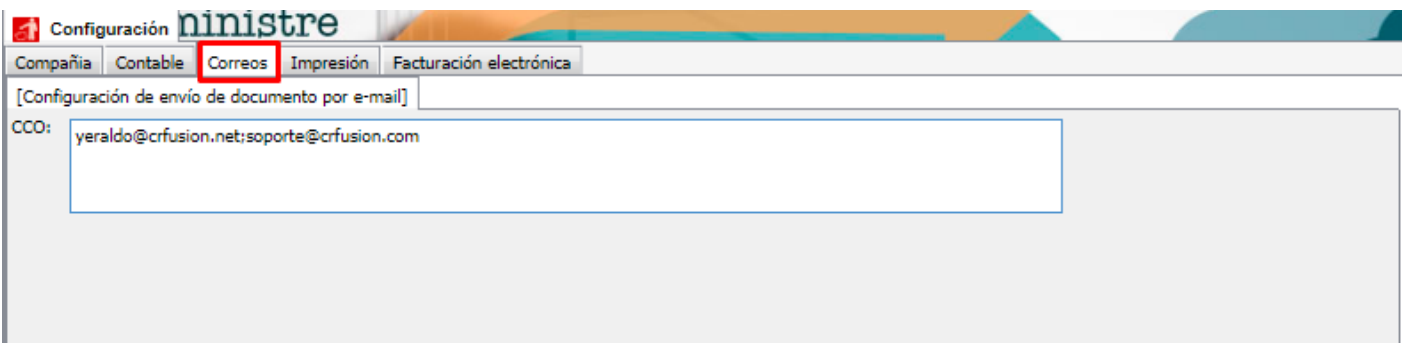 Configuración ministre
Compañia Contable Correos Impresión Facturación electrónica
[Configuración de envío de documento por e-mail]
CCO: yeraldo@crfusion.net;soporte@crfusion.com